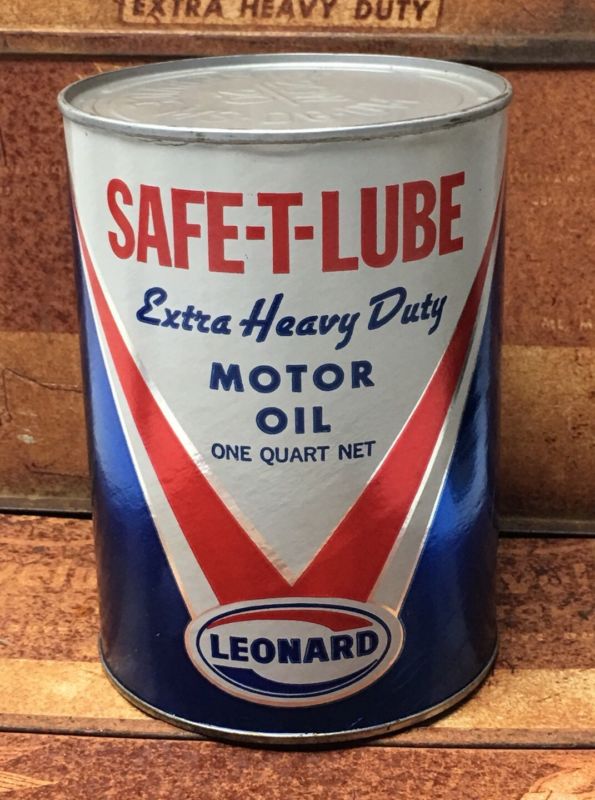 EXTRA HEAVY DUTY
SAFE-T-LUBE
Extra Heavy Duty
MOTOR
OIL
ONE QUART NET
LEONARD